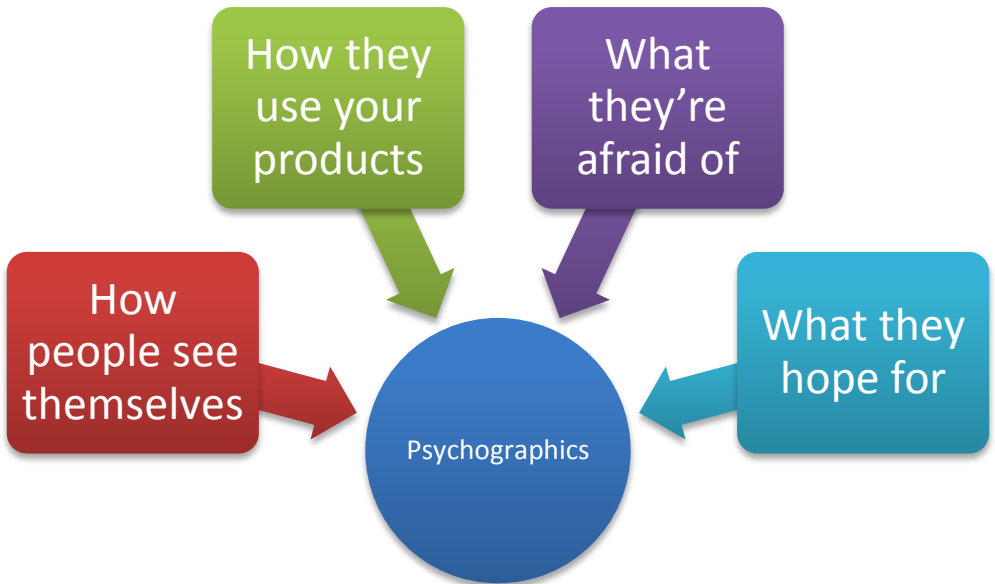 How they
use your
products
What
they’re
afraid of
How
people see
themselves
What they
hope for
Psychographics